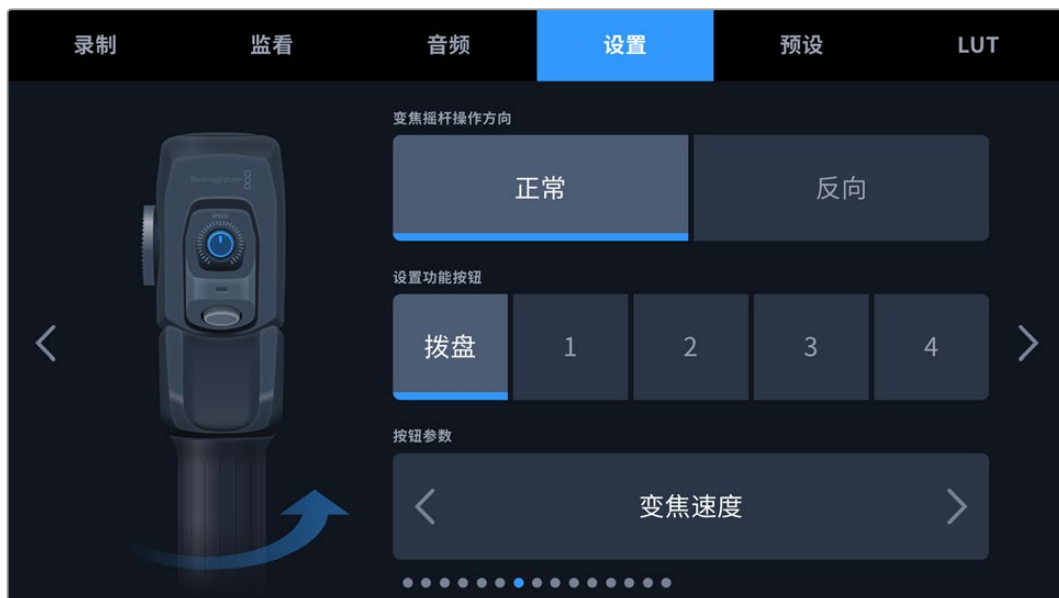 录制 监看 音频 设置 预设 LUT
变焦摇杆操作方向
正常 反向
设置功能按钮
拨盘 1 2 3 4
按钮参数
变焦速度
Blackmagicdesign
SPEED